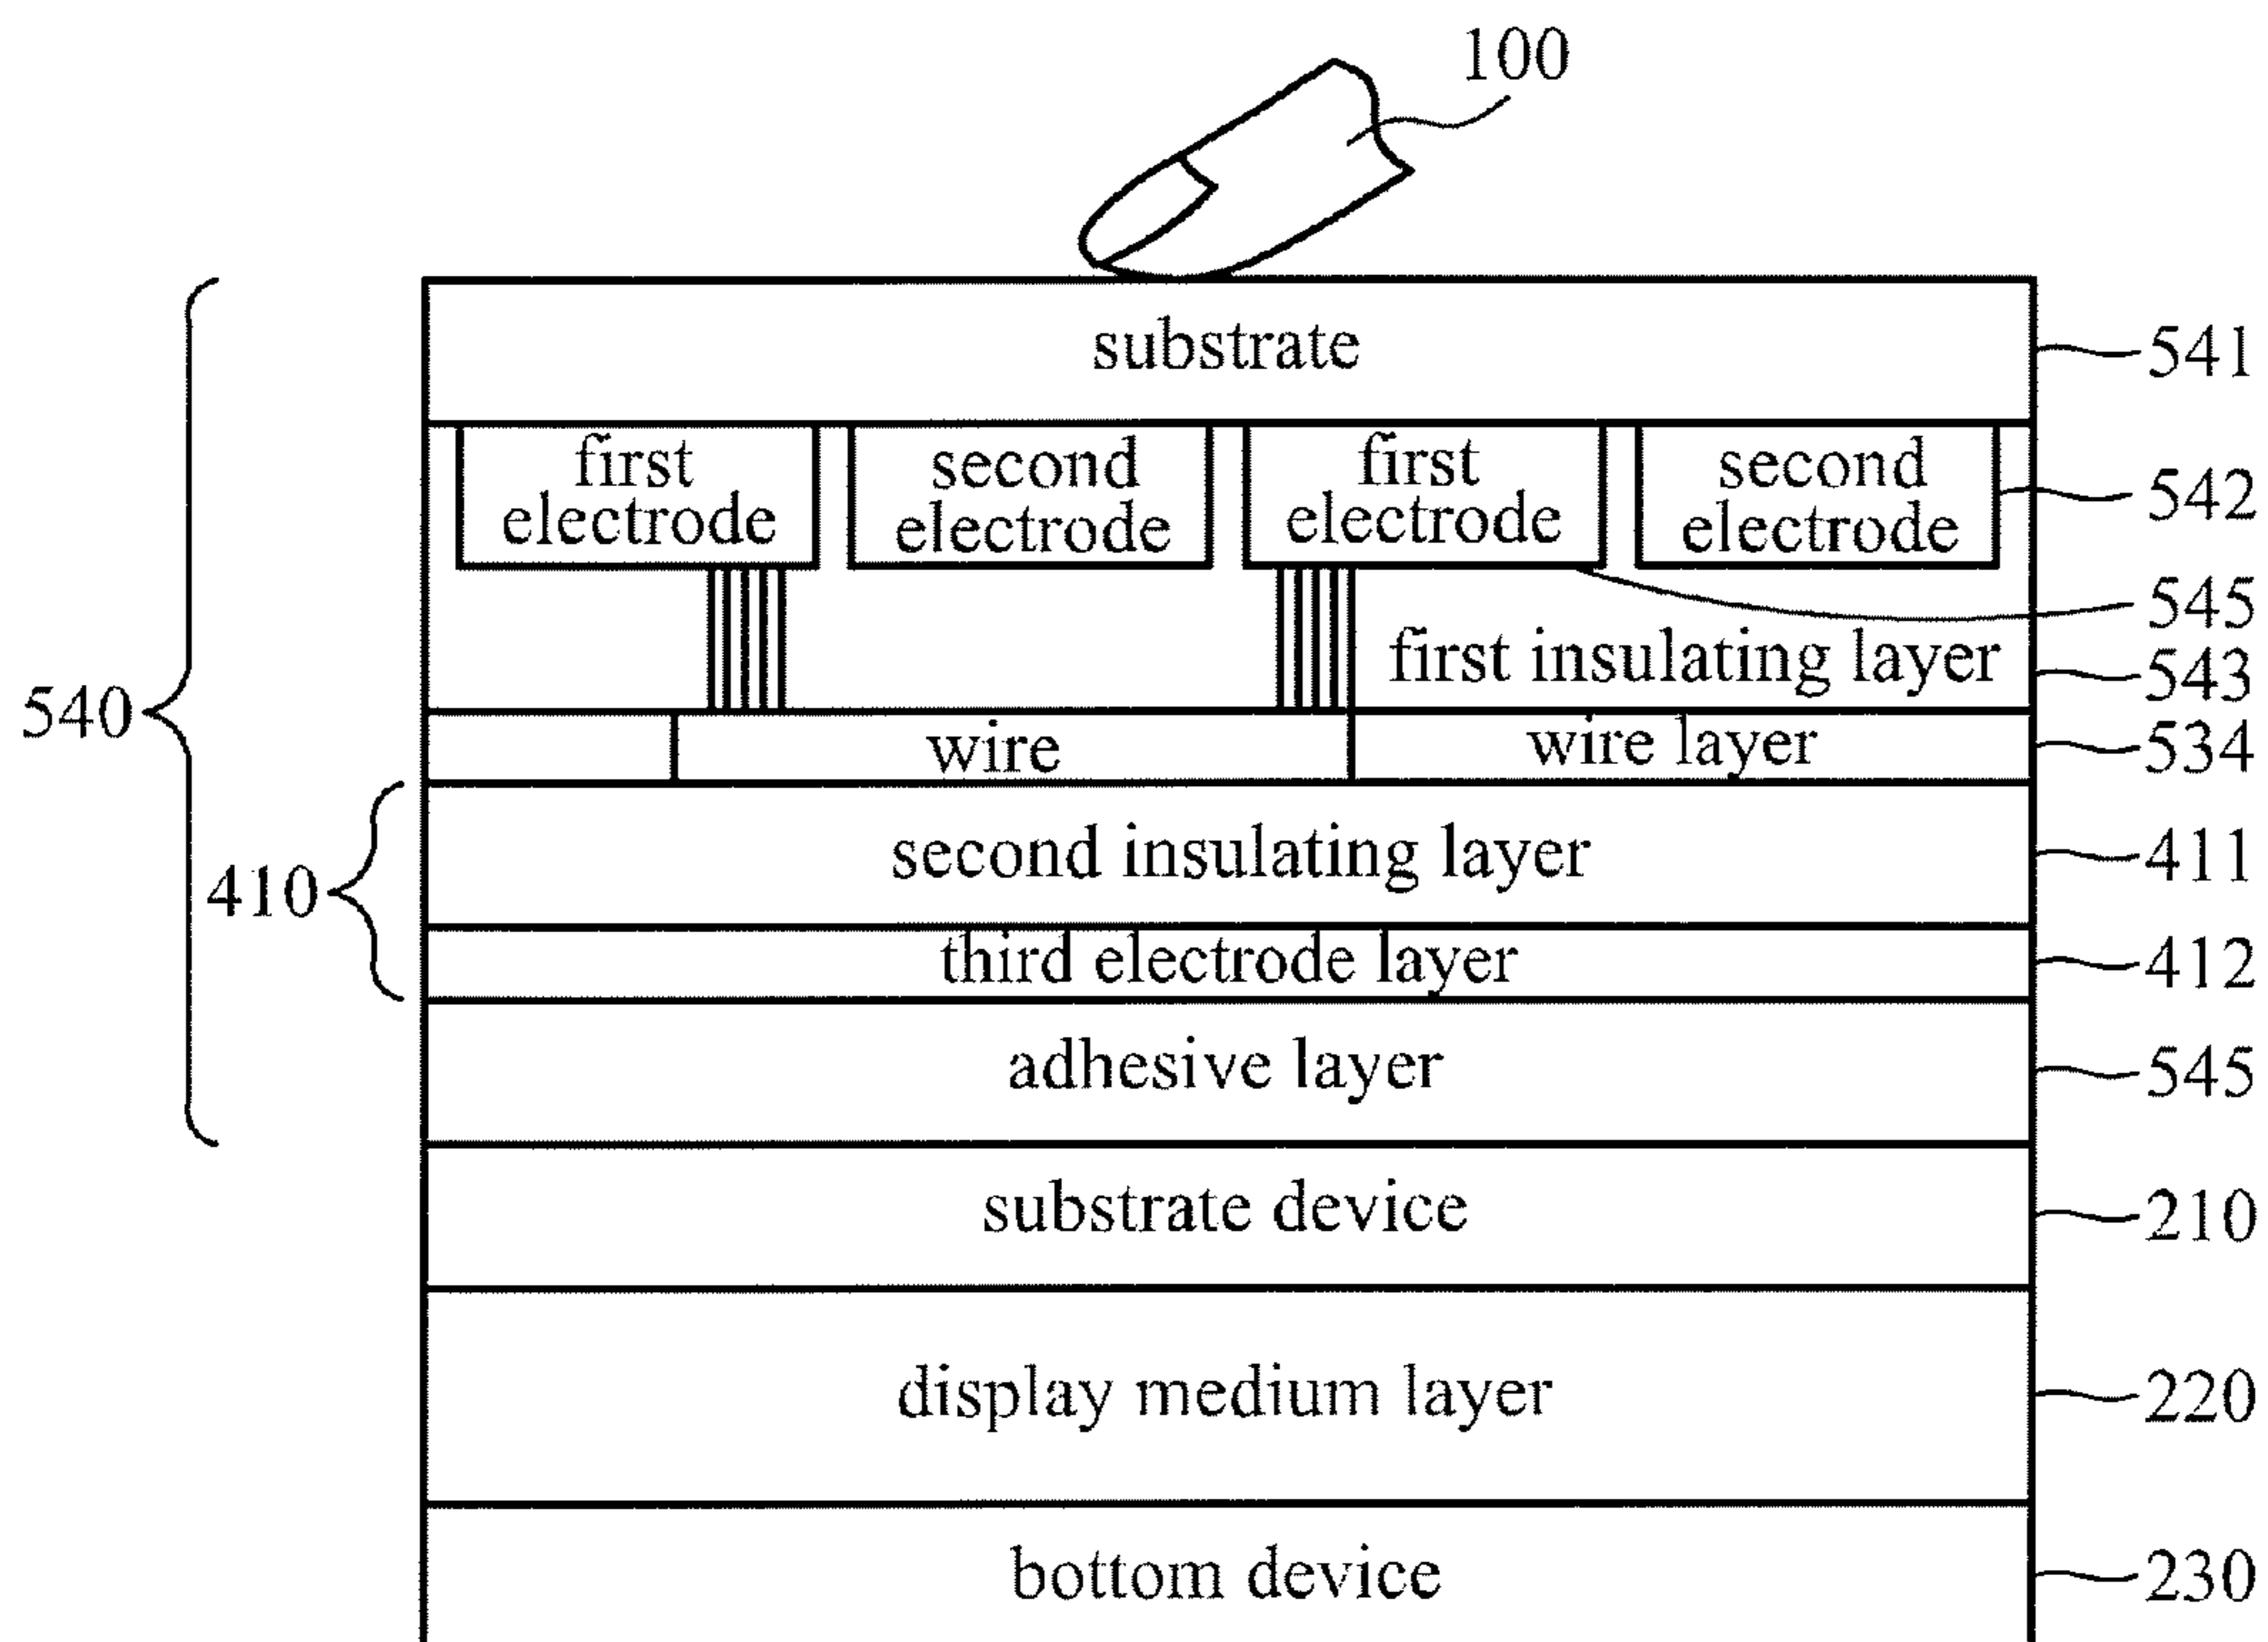 100
substrate
541
first
electrode
second
electrode
first
electrode
second
electrode
542
545
first insulating layer
543
540
wire
wire layer
534
second insulating layer
411
410
third electrode layer
412
adhesive layer
545
substrate device
210
display medium layer
220
bottom device
230